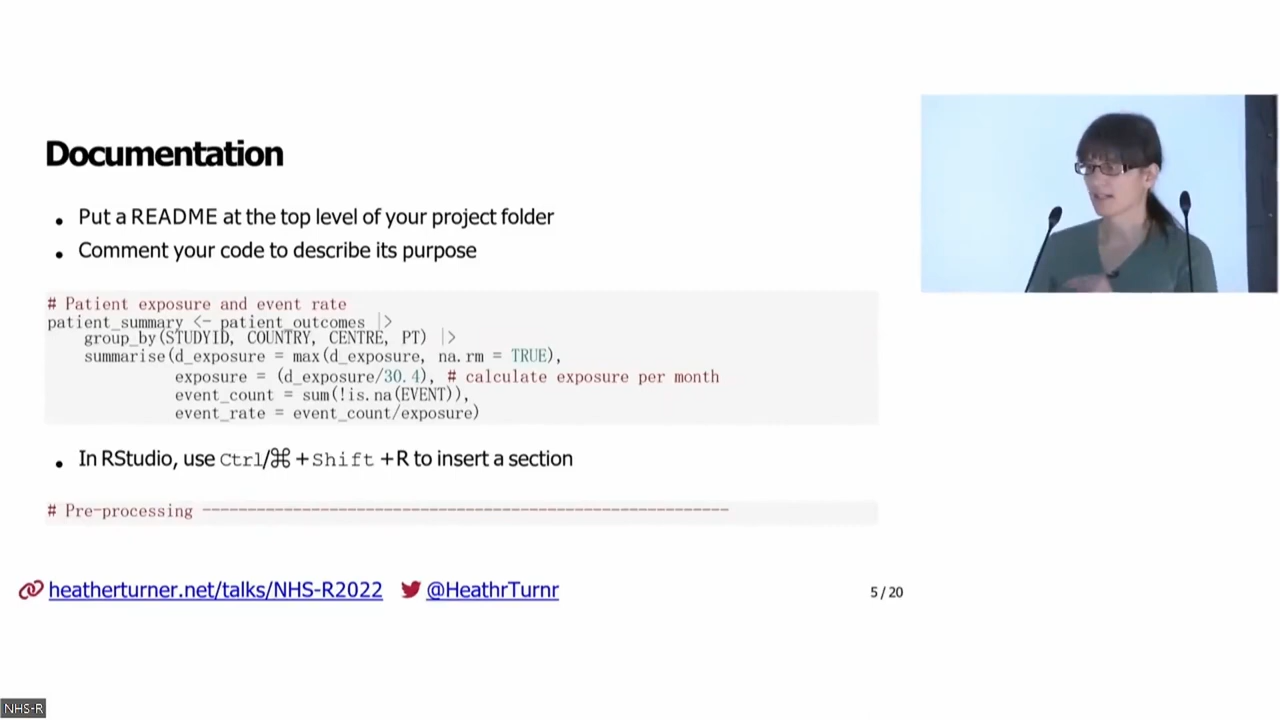 Documentation
• Put a README at the top level of your project folder
• Comment your code to describe its purpose
# Patient exposure and event rate
patient_summary <- patient_outcomes |>
    group_by(STUDYID, COUNTRY, CENTRE, PT) |>
    summarise(d_exposure = max(d_exposure, na.rm = TRUE),
              exposure = (d_exposure/30.4), # calculate exposure per month
              event_count = sum(!is.na(EVENT)),
              event_rate = event_count/exposure)
• In RStudio, use Ctrl/⌘+Shift +R to insert a section
# Pre-processing ----------------------------------------------------------
heatherturner.net/talks/NHS-R2022 @HeathrTurnr
5 / 20
NHS-R